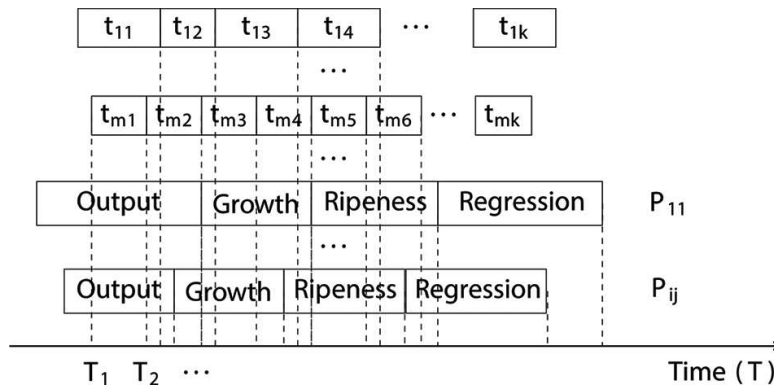 t11 t12 t13 t14 ... t1k
...
tm1 tm2 tm3 tm4 tm5 tm6 ... tmk
...
Output Growth Ripeness Regression P11
...
Output Growth Ripeness Regression Pij
T1 T2 ... Time (T)